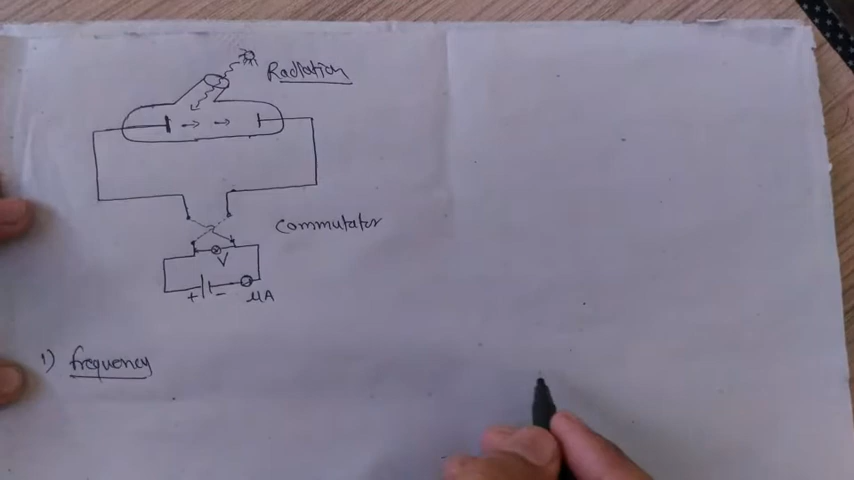 Radiation
Commutator
V
+ - μA
1) frequency